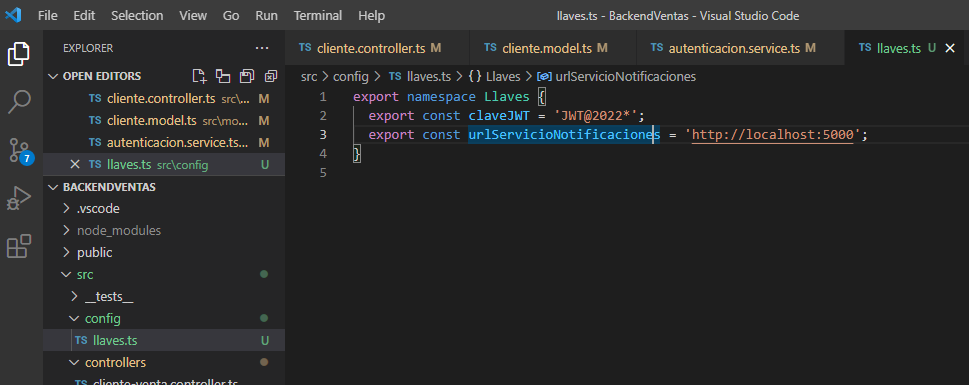 File Edit Selection View Go Run Terminal Help llaves.ts - BackendVentas - Visual Studio Code
EXPLORER
OPEN EDITORS
TS cliente.controller.ts src\... M
TS cliente.model.ts src\mo... M
TS autenticacion.service.ts... M
TS llaves.ts src\config U
7
BACKENDVENTAS
.vscode
node_modules
public
src
__tests__
config
TS llaves.ts U
controllers
cliente-venta.controller.ts
TS cliente.controller.ts M TS cliente.model.ts M TS autenticacion.service.ts M TS llaves.ts U
src > config > TS llaves.ts > {} Llaves > urlServicioNotificaciones
1 export namespace Llaves {
2 export const claveJWT = 'JWT@2022*';
3 export const urlServicioNotificaciones = 'http://localhost:5000';
4 }
5